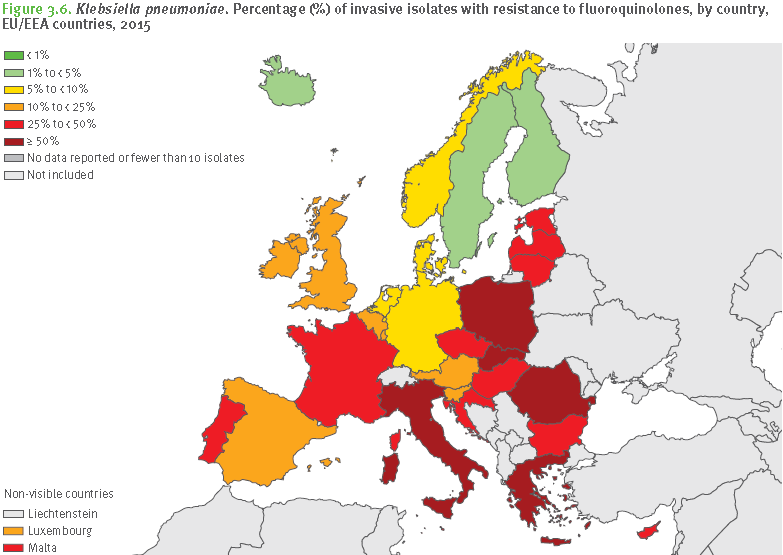 Figure 3.6. Klebsiella pneumoniae. Percentage (%) of invasive isolates with resistance to fluoroquinolones, by country,
EU/EEA countries, 2015
< 1%
1% to < 5%
5% to < 10%
10% to < 25%
25% to < 50%
≥ 50%
No data reported or fewer than 10 isolates
Not included
Non-visible countries
Liechtenstein
Luxembourg
Malta